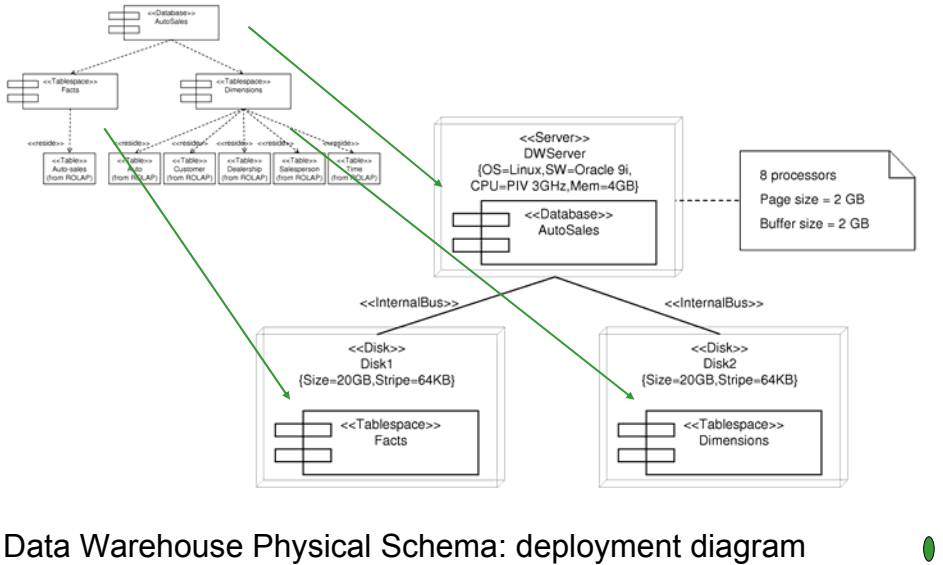 <<Database>>
AutoSales
<<Tablespace>>
Facts
<<Tablespace>>
Dimensions
<<reside>>
<<reside>>
<<reside>>
<<reside>>
<<reside>>
<<reside>>
<<Table>>
Auto-sales
(from ROLAP)
<<Table>>
Auto
(from ROLAP)
<<Table>>
Customer
(from ROLAP)
<<Table>>
Dealership
(from ROLAP)
<<Table>>
Salesperson
(from ROLAP)
<<Table>>
Time
(from ROLAP)
<<Server>>
DWServer
{OS=Linux,SW=Oracle 9i,
CPU=PIV 3GHz,Mem=4GB}
<<Database>>
AutoSales
8 processors
Page size = 2 GB
Buffer size = 2 GB
<<InternalBus>>
<<InternalBus>>
<<Disk>>
Disk1
{Size=20GB,Stripe=64KB}
<<Tablespace>>
Facts
<<Disk>>
Disk2
{Size=20GB,Stripe=64KB}
<<Tablespace>>
Dimensions
Data Warehouse Physical Schema: deployment diagram